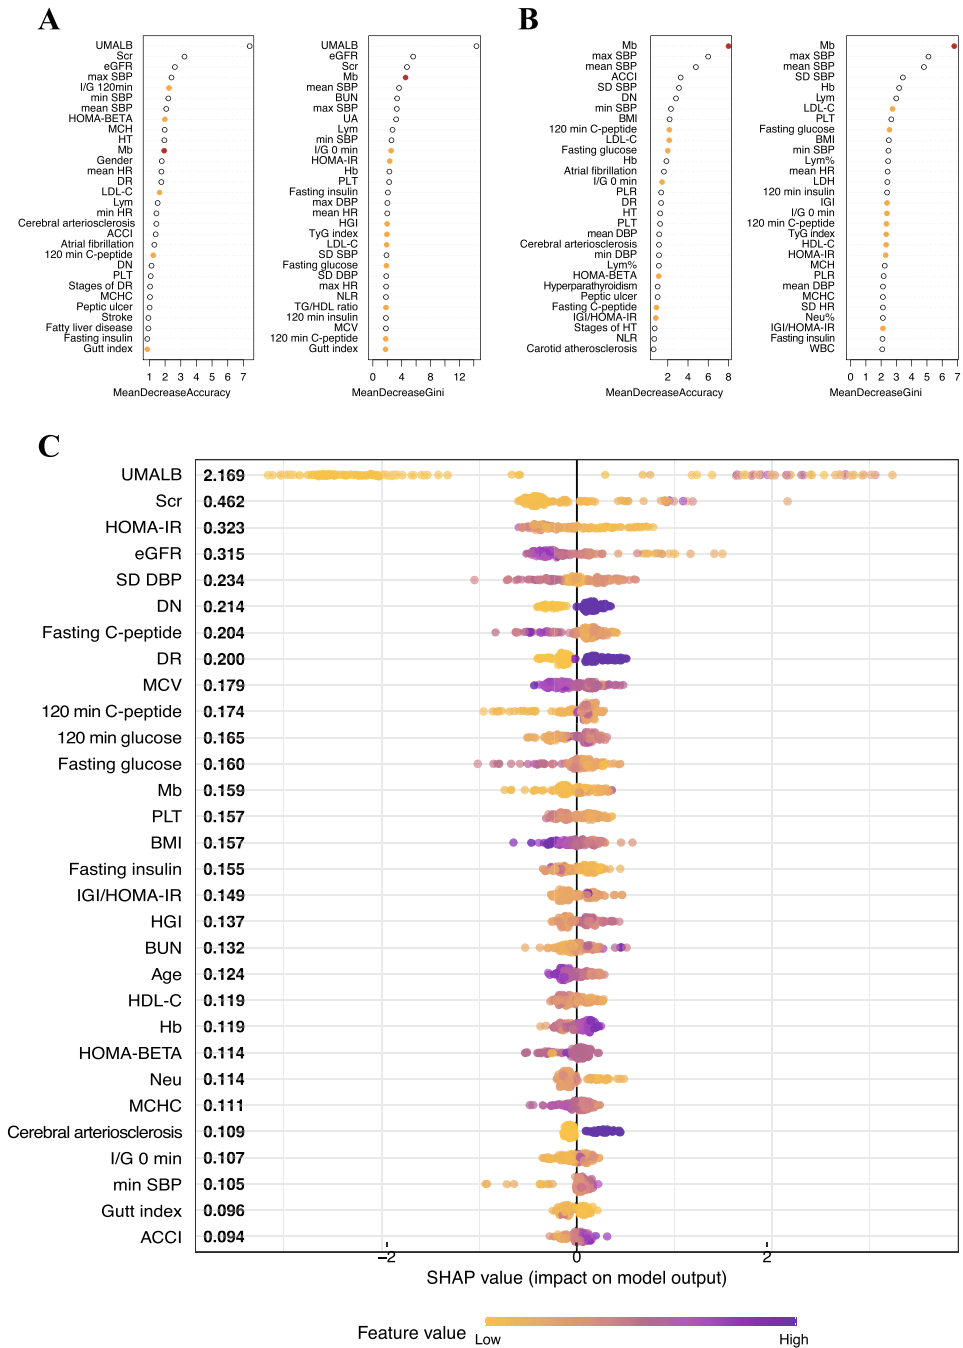 A
B
UMALB
Scr
eGFR
max SBP
I/G 120min
min SBP
mean SBP
HOMA-BETA
MCH
HT
Mb
Gender
mean HR
DR
LDL-C
Lym
min HR
Cerebral arteriosclerosis
ACCI
Atrial fibrillation
120 min C-peptide
DN
PLT
Stages of DR
MCHC
Peptic ulcer
Stroke
Fatty liver disease
Fasting insulin
Gutt index
1 2 3 4 5 6 7
MeanDecreaseAccuracy
UMALB
eGFR
Scr
Mb
mean SBP
BUN
max SBP
UA
Lym
min SBP
I/G 0 min
HOMA-IR
Hb
PLT
Fasting insulin
max DBP
mean HR
HGI
TyG index
LDL-C
SD SBP
Fasting glucose
SD DBP
max HR
NLR
TG/HDL ratio
120 min insulin
MCV
120 min C-peptide
Gutt index
0 2 4 6 8 12
MeanDecreaseGini
Mb
max SBP
mean SBP
ACCI
SD SBP
DN
min SBP
BMI
120 min C-peptide
LDL-C
Fasting glucose
Hb
Atrial fibrillation
I/G 0 min
PLR
DR
HT
PLT
mean DBP
Cerebral arteriosclerosis
min DBP
Lym%
HOMA-BETA
Hyperparathyroidism
Peptic ulcer
Fasting C-peptide
IGI/HOMA-IR
Stages of HT
NLR
Carotid atherosclerosis
2 4 6 8
MeanDecreaseAccuracy
Mb
max SBP
mean SBP
SD SBP
Hb
Lym
LDL-C
PLT
Fasting glucose
BMI
min SBP
Lym%
mean HR
LDH
120 min insulin
IGI
I/G 0 min
120 min C-peptide
TyG index
HDL-C
HOMA-IR
MCH
PLR
mean DBP
MCHC
SD HR
Neu%
IGI/HOMA-IR
Fasting insulin
WBC
0 1 2 3 4 5 6 7
MeanDecreaseGini
C
UMALB 2.169
Scr 0.462
HOMA-IR 0.323
eGFR 0.315
SD DBP 0.234
DN 0.214
Fasting C-peptide 0.204
DR 0.200
MCV 0.179
120 min C-peptide 0.174
120 min glucose 0.165
Fasting glucose 0.160
Mb 0.159
PLT 0.157
BMI 0.157
Fasting insulin 0.155
IGI/HOMA-IR 0.149
HGI 0.137
BUN 0.132
Age 0.124
HDL-C 0.119
Hb 0.119
HOMA-BETA 0.114
Neu 0.114
MCHC 0.111
Cerebral arteriosclerosis 0.109
I/G 0 min 0.107
min SBP 0.105
Gutt index 0.096
ACCI 0.094
−2 0 2
SHAP value (impact on model output)
Feature value
Low High